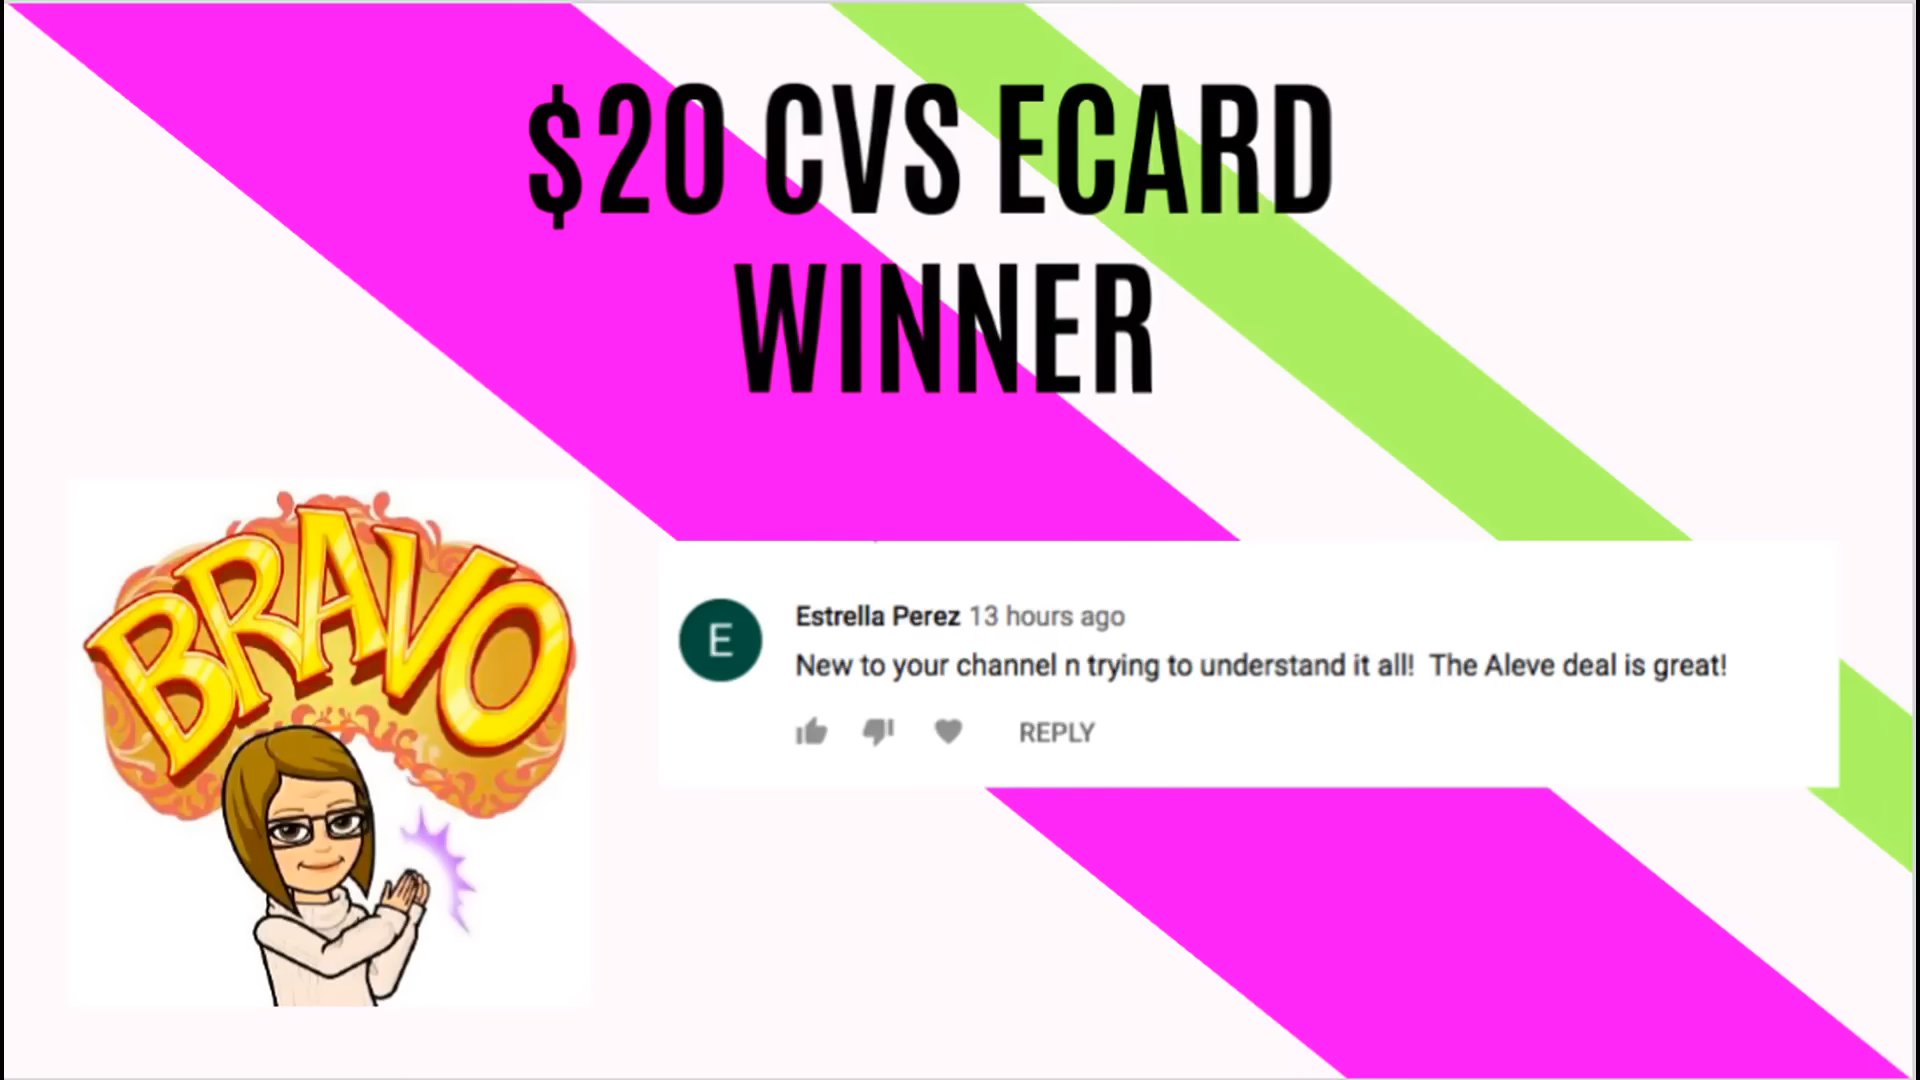 $20 CVS ECARD
WINNER
BRAVO
E
Estrella Perez 13 hours ago
New to your channel n trying to understand it all!  The Aleve deal is great!
REPLY